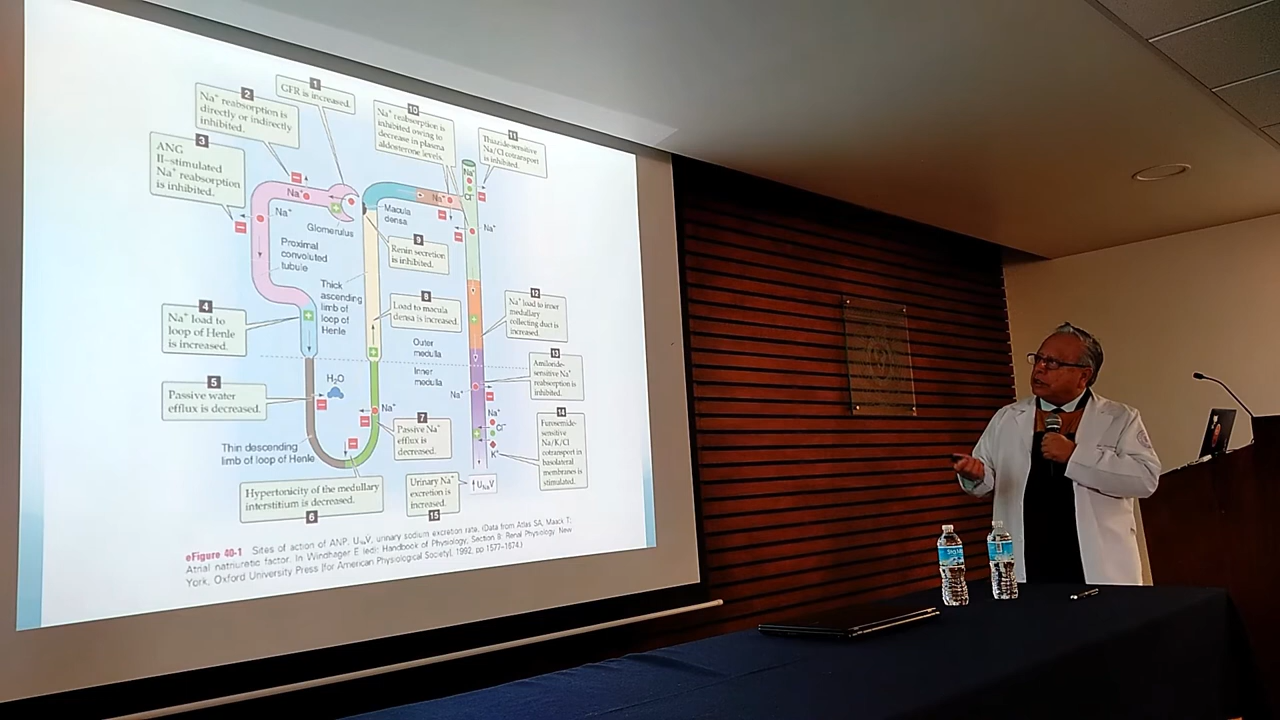 1
GFR is increased.
2
Na⁺ reabsorption is
directly or indirectly
inhibited.
3
ANG
II–stimulated
Na⁺ reabsorption
is inhibited.
10
Na⁺ reabsorption is
inhibited owing to
decrease in plasma
aldosterone levels.
11
Thiazide-sensitive
Na/Cl cotransport
is inhibited.
Na⁺
Cl⁻
Na⁺
Na⁺
Na⁺
Na⁺
Glomerulus
Macula
densa
Proximal
convoluted
tubule
9
Renin secretion
is inhibited.
Thick
ascending
limb of
loop of
Henle
4
Na⁺ load to
loop of Henle
is increased.
8
Load to macula
densa is increased.
12
Na⁺ load to inner
medullary
collecting duct is
increased.
Outer
medulla
Inner
medulla
13
Amiloride-
sensitive Na⁺
reabsorption is
inhibited.
5
Passive water
efflux is decreased.
H₂O
Na⁺
Na⁺
7
Passive Na⁺
efflux is
decreased.
Na⁺
Cl⁻
K⁺
14
Furosemide-
sensitive
Na/K/Cl
cotransport in
basolateral
membranes is
stimulated.
Thin descending
limb of loop of Henle
Hypertonicity of the medullary
interstitium is decreased.
6
Urinary Na⁺
excretion is
increased.
15
↑UNaV
eFigure 40-1 Sites of action of ANP. UNaV, urinary sodium excretion rate. (Data from Atlas SA, Maack T:
Atrial natriuretic factor. In Windhager E [ed]: Handbook of Physiology, Section 8: Renal Physiology. New
York, Oxford University Press [for American Physiological Society], 1992, pp 1577-1674.)